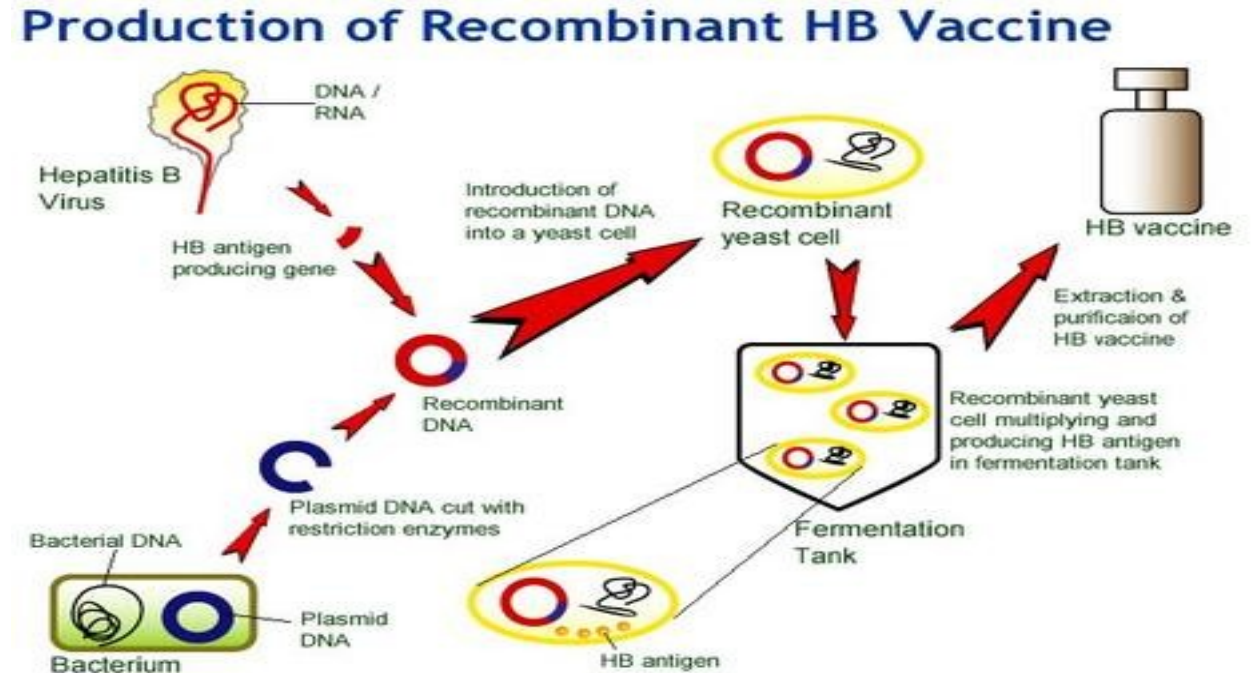 Production of Recombinant HB Vaccine
DNA /
RNA
Hepatitis B
Virus
HB antigen
producing gene
Introduction of
recombinant DNA
into a yeast cell
Recombinant
yeast cell
HB vaccine
Extraction &
purificaion of
HB vaccine
Recombinant
DNA
Recombinant yeast
cell multiplying and
producing HB antigen
in fermentation tank
Plasmid DNA cut with
restriction enzymes
Fermentation
Tank
Bacterial DNA
Plasmid
DNA
Bacterium
HB antigen